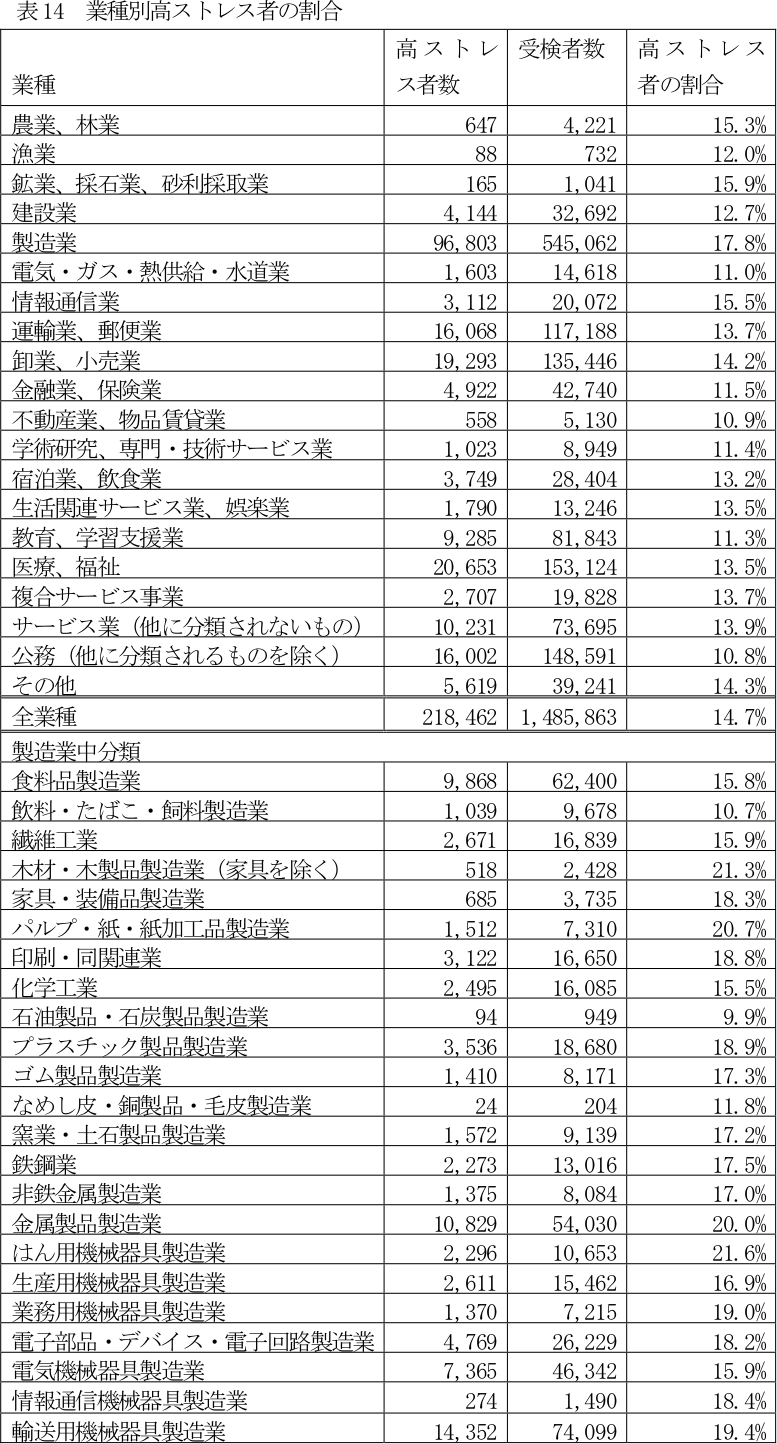 表14　業種別高ストレス者の割合
業種 高ストレス者数 受検者数 高ストレス者の割合
農業、林業 647 4,221 15.3%
漁業 88 732 12.0%
鉱業、採石業、砂利採取業 165 1,041 15.9%
建設業 4,144 32,692 12.7%
製造業 96,803 545,062 17.8%
電気・ガス・熱供給・水道業 1,603 14,618 11.0%
情報通信業 3,112 20,072 15.5%
運輸業、郵便業 16,068 117,188 13.7%
卸業、小売業 19,293 135,446 14.2%
金融業、保険業 4,922 42,740 11.5%
不動産業、物品賃貸業 558 5,130 10.9%
学術研究、専門・技術サービス業 1,023 8,949 11.4%
宿泊業、飲食業 3,749 28,404 13.2%
生活関連サービス業、娯楽業 1,790 13,246 13.5%
教育、学習支援業 9,285 81,843 11.3%
医療、福祉 20,653 153,124 13.5%
複合サービス事業 2,707 19,828 13.7%
サービス業（他に分類されないもの） 10,231 73,695 13.9%
公務（他に分類されるものを除く） 16,002 148,591 10.8%
その他 5,619 39,241 14.3%
全業種 218,462 1,485,863 14.7%
製造業中分類
食料品製造業 9,868 62,400 15.8%
飲料・たばこ・飼料製造業 1,039 9,678 10.7%
繊維工業 2,671 16,839 15.9%
木材・木製品製造業（家具を除く） 518 2,428 21.3%
家具・装備品製造業 685 3,735 18.3%
パルプ・紙・紙加工品製造業 1,512 7,310 20.7%
印刷・同関連業 3,122 16,650 18.8%
化学工業 2,495 16,085 15.5%
石油製品・石炭製品製造業 94 949 9.9%
プラスチック製品製造業 3,536 18,680 18.9%
ゴム製品製造業 1,410 8,171 17.3%
なめし皮・銅製品・毛皮製造業 24 204 11.8%
窯業・土石製品製造業 1,572 9,139 17.2%
鉄鋼業 2,273 13,016 17.5%
非鉄金属製造業 1,375 8,084 17.0%
金属製品製造業 10,829 54,030 20.0%
はん用機械器具製造業 2,296 10,653 21.6%
生産用機械器具製造業 2,611 15,462 16.9%
業務用機械器具製造業 1,370 7,215 19.0%
電子部品・デバイス・電子回路製造業 4,769 26,229 18.2%
電気機械器具製造業 7,365 46,342 15.9%
情報通信機械器具製造業 274 1,490 18.4%
輸送用機械器具製造業 14,352 74,099 19.4%